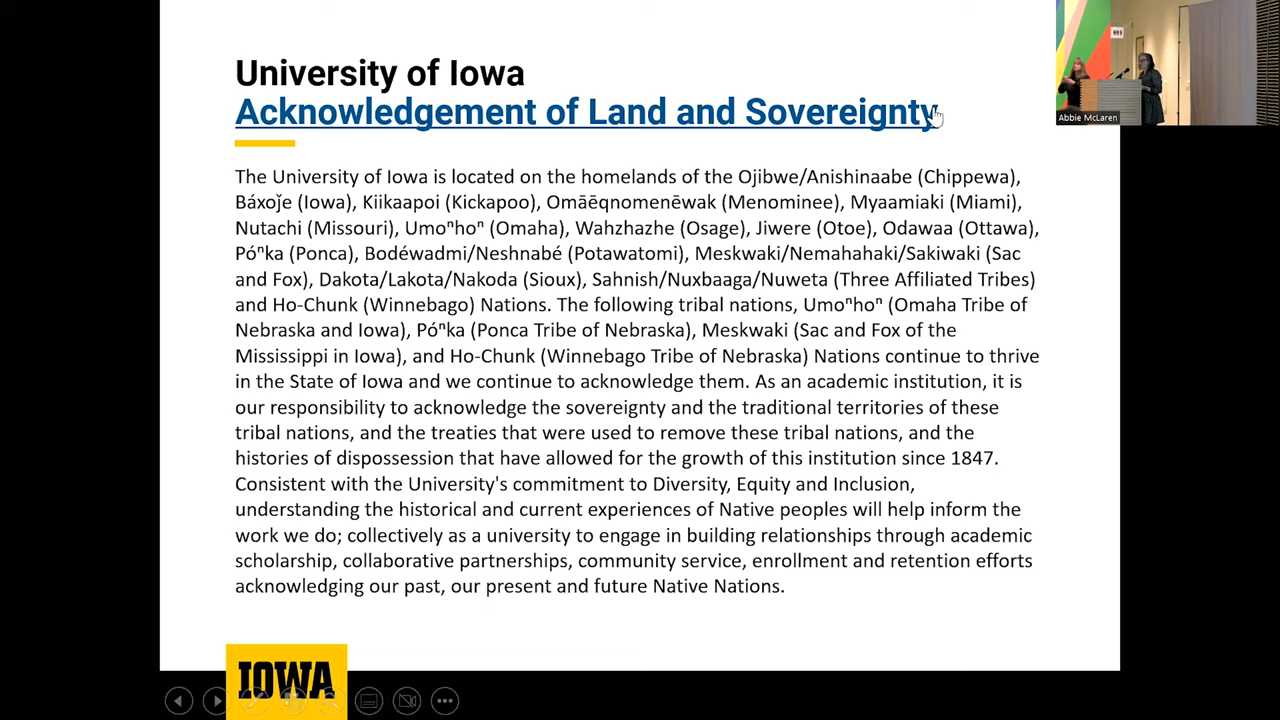 University of Iowa
Acknowledgement of Land and Sovereignty
The University of Iowa is located on the homelands of the Ojibwe/Anishinaabe (Chippewa),
Báxoǰe (Iowa), Kiikaapoi (Kickapoo), Omāēqnomenēwak (Menominee), Myaamiaki (Miami),
Nutachi (Missouri), Umoⁿhoⁿ (Omaha), Wahzhazhe (Osage), Jiwere (Otoe), Odawaa (Ottawa),
Póⁿka (Ponca), Bodéwadmi/Neshnabé (Potawatomi), Meskwaki/Nemahahaki/Sakiwaki (Sac
and Fox), Dakota/Lakota/Nakoda (Sioux), Sahnish/Nuxbaaga/Nuweta (Three Affiliated Tribes)
and Ho-Chunk (Winnebago) Nations. The following tribal nations, Umoⁿhoⁿ (Omaha Tribe of
Nebraska and Iowa), Póⁿka (Ponca Tribe of Nebraska), Meskwaki (Sac and Fox of the
Mississippi in Iowa), and Ho-Chunk (Winnebago Tribe of Nebraska) Nations continue to thrive
in the State of Iowa and we continue to acknowledge them. As an academic institution, it is
our responsibility to acknowledge the sovereignty and the traditional territories of these
tribal nations, and the treaties that were used to remove these tribal nations, and the
histories of dispossession that have allowed for the growth of this institution since 1847.
Consistent with the University's commitment to Diversity, Equity and Inclusion,
understanding the historical and current experiences of Native peoples will help inform the
work we do; collectively as a university to engage in building relationships through academic
scholarship, collaborative partnerships, community service, enrollment and retention efforts
acknowledging our past, our present and future Native Nations.
IOWA
Abbie McLaren